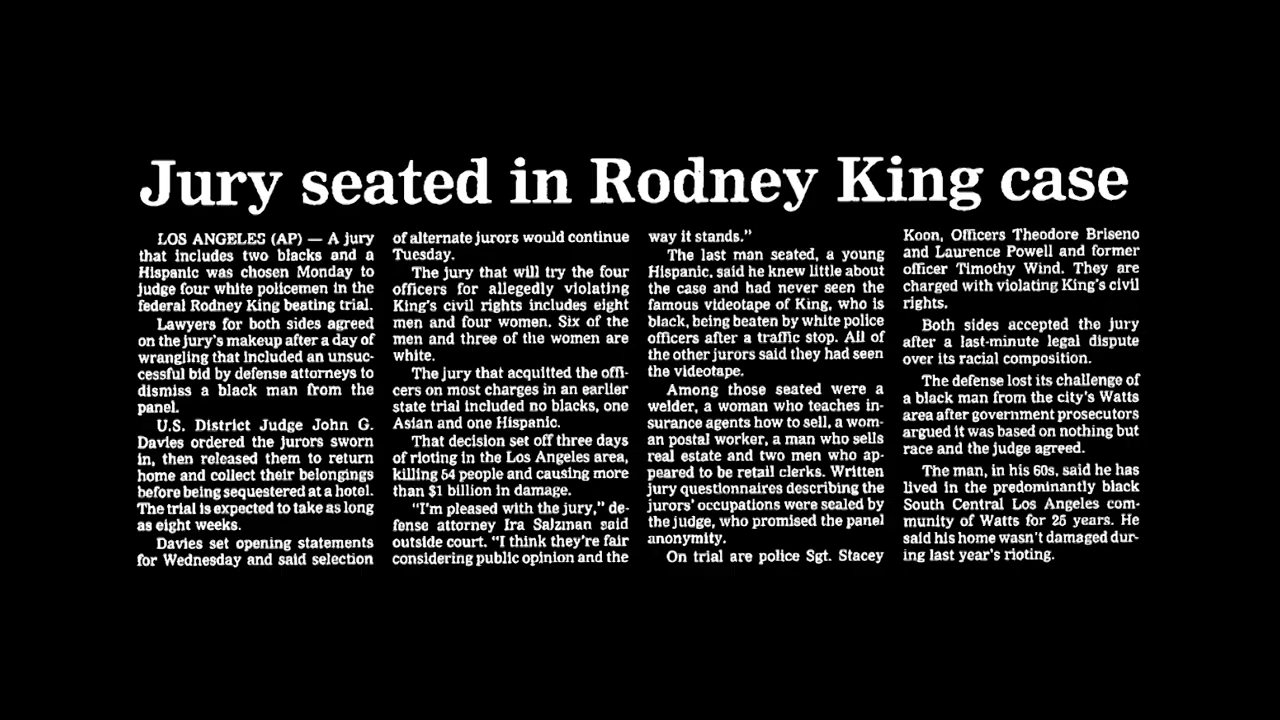 Jury seated in Rodney King case
LOS ANGELES (AP) — A jury
that includes two blacks and a
Hispanic was chosen Monday to
judge four white policemen in the
federal Rodney King beating trial.
Lawyers for both sides agreed
on the jury's makeup after a day of
wrangling that included an unsuc-
cessful bid by defense attorneys to
dismiss a black man from the
panel.
U.S. District Judge John G.
Davies ordered the jurors sworn
in, then released them to return
home and collect their belongings
before being sequestered at a hotel.
The trial is expected to take as long
as eight weeks.
Davies set opening statements
for Wednesday and said selection
of alternate jurors would continue
Tuesday.
The jury that will try the four
officers for allegedly violating
King's civil rights includes eight
men and four women. Six of the
men and three of the women are
white.
The jury that acquitted the offi-
cers on most charges in an earlier
state trial included no blacks, one
Asian and one Hispanic.
That decision set off three days
of rioting in the Los Angeles area,
killing 54 people and causing more
than $1 billion in damage.
"I'm pleased with the jury," de-
fense attorney Ira Salzman said
outside court. "I think they're fair
considering public opinion and the
way it stands."
The last man seated, a young
Hispanic, said he knew little about
the case and had never seen the
famous videotape of King, who is
black, being beaten by white police
officers after a traffic stop. All of
the other jurors said they had seen
the videotape.
Among those seated were a
welder, a woman who teaches in-
surance agents how to sell, a wom-
an postal worker, a man who sells
real estate and two men who ap-
peared to be retail clerks. Written
jury questionnaires describing the
jurors' occupations were sealed by
the judge, who promised the panel
anonymity.
On trial are police Sgt. Stacey
Koon, Officers Theodore Briseno
and Laurence Powell and former
officer Timothy Wind. They are
charged with violating King's civil
rights.
Both sides accepted the jury
after a last-minute legal dispute
over its racial composition.
The defense lost its challenge of
a black man from the city's Watts
area after government prosecutors
argued it was based on nothing but
race and the judge agreed.
The man, in his 60s, said he has
lived in the predominantly black
South Central Los Angeles com-
munity of Watts for 25 years. He
said his home wasn't damaged dur-
ing last year's rioting.